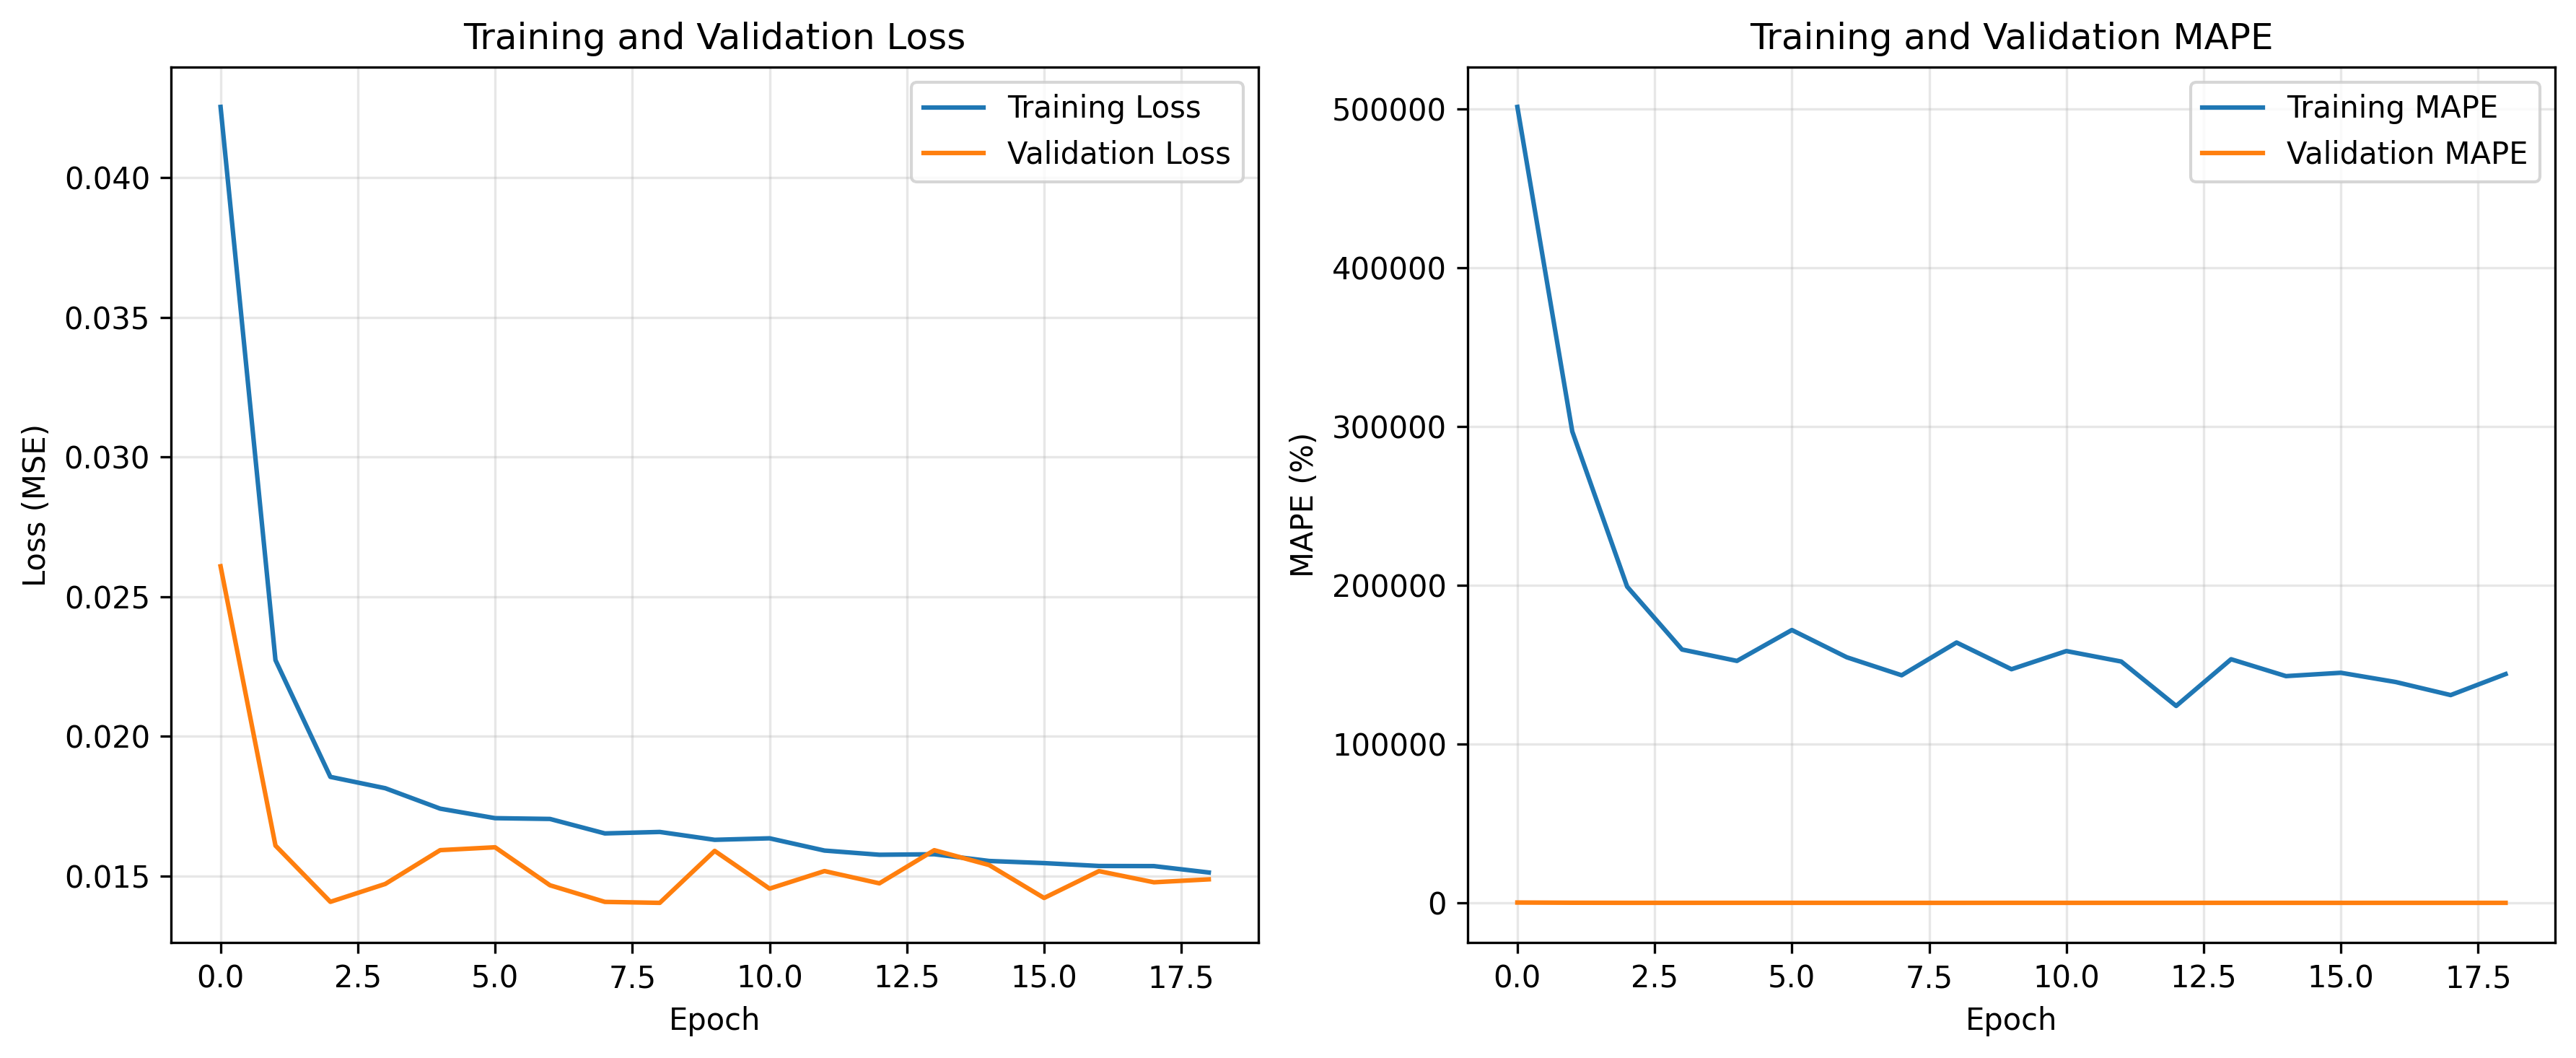 Training and Validation Loss
Training Loss
Validation Loss
0.040
0.035
0.030
0.025
0.020
0.015
Loss (MSE)
0.0 2.5 5.0 7.5 10.0 12.5 15.0 17.5
Epoch
Training and Validation MAPE
Training MAPE
Validation MAPE
500000
400000
300000
200000
100000
0
MAPE (%)
0.0 2.5 5.0 7.5 10.0 12.5 15.0 17.5
Epoch